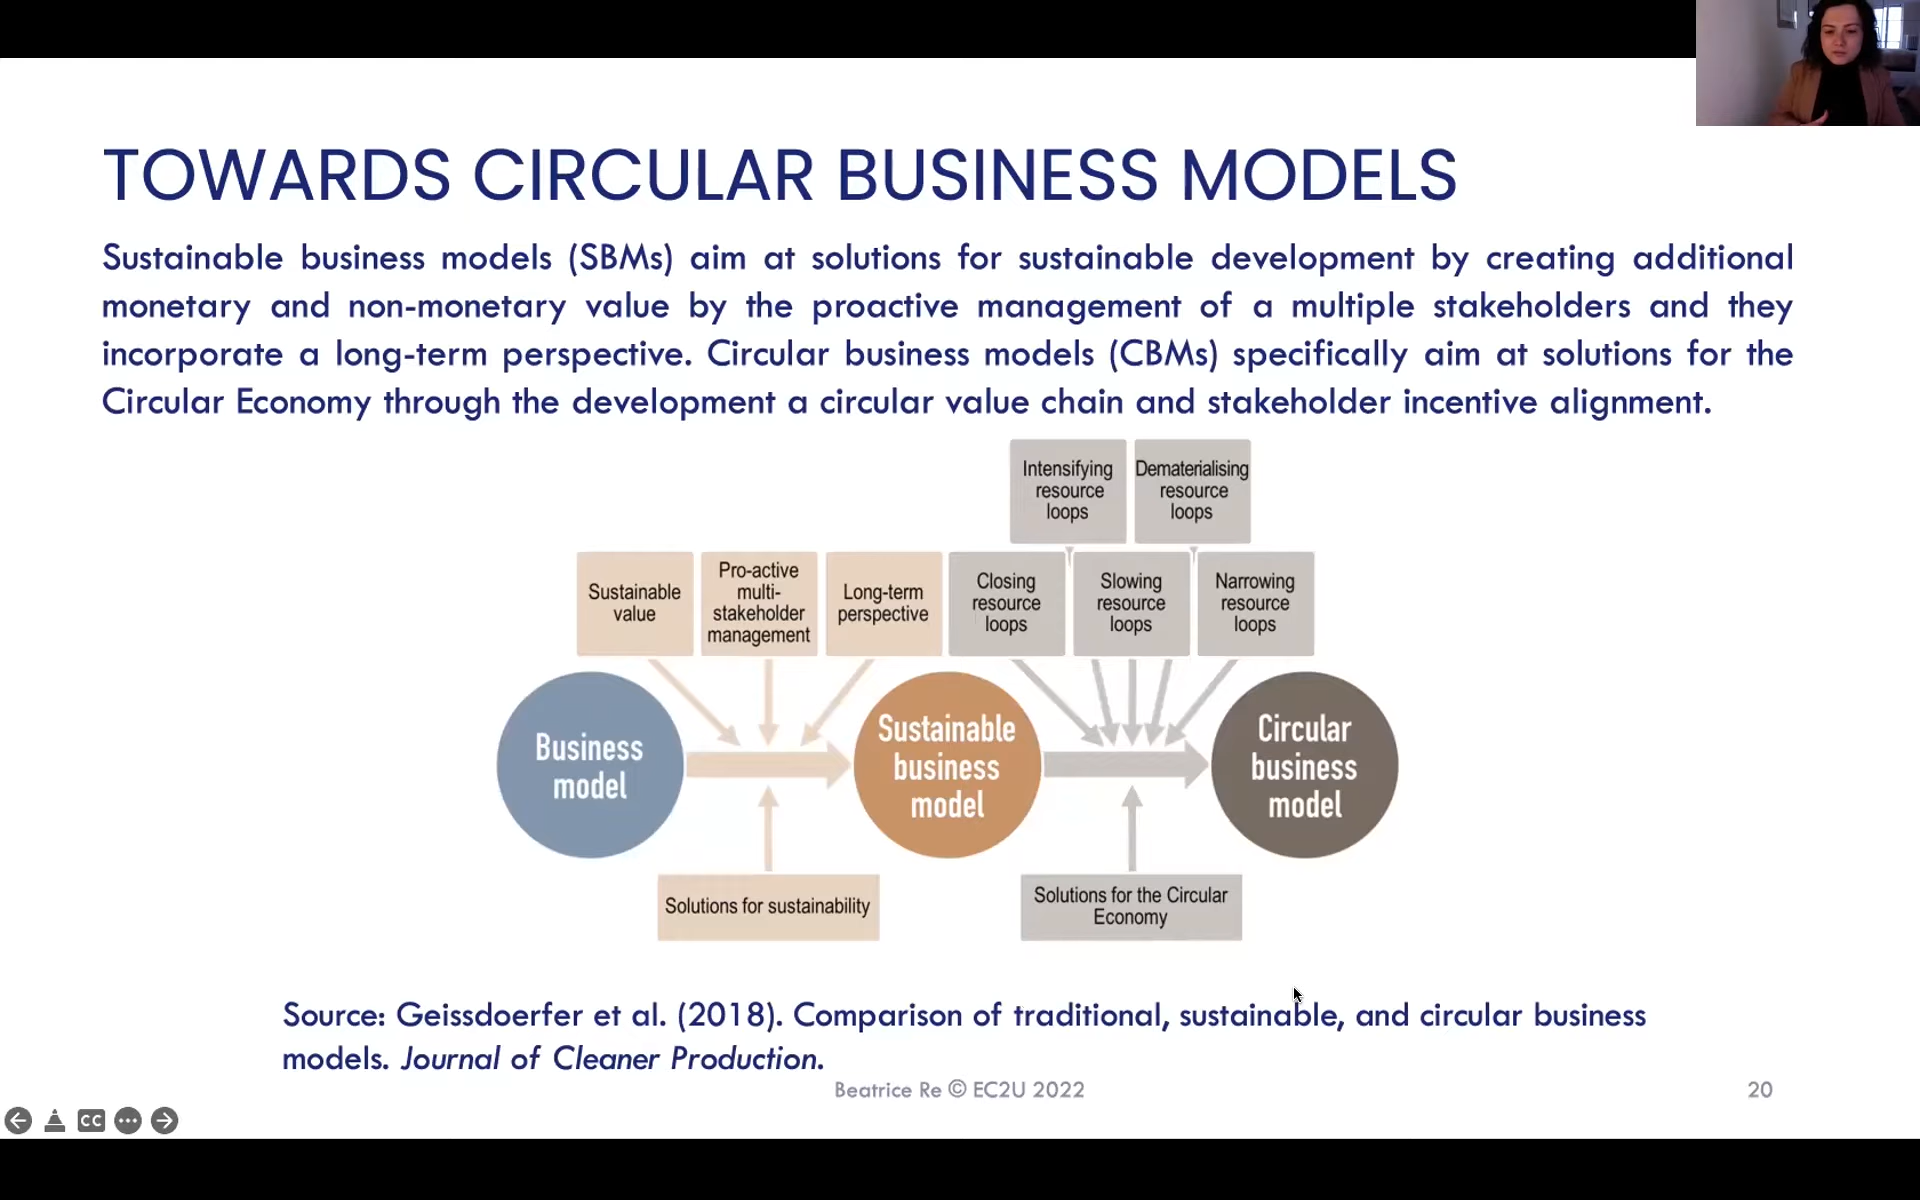 TOWARDS CIRCULAR BUSINESS MODELS
Sustainable business models (SBMs) aim at solutions for sustainable development by creating additional
monetary and non-monetary value by the proactive management of a multiple stakeholders and they
incorporate a long-term perspective. Circular business models (CBMs) specifically aim at solutions for the
Circular Economy through the development a circular value chain and stakeholder incentive alignment.
Intensifying
resource
loops
Dematerialising
resource
loops
Sustainable
value
Pro-active
multi-
stakeholder
management
Long-term
perspective
Closing
resource
loops
Slowing
resource
loops
Narrowing
resource
loops
Business
model
Sustainable
business
model
Circular
business
model
Solutions for sustainability
Solutions for the Circular
Economy
Source: Geissdoerfer et al. (2018). Comparison of traditional, sustainable, and circular business
models. Journal of Cleaner Production.
Beatrice Re © EC2U 2022
20
CC